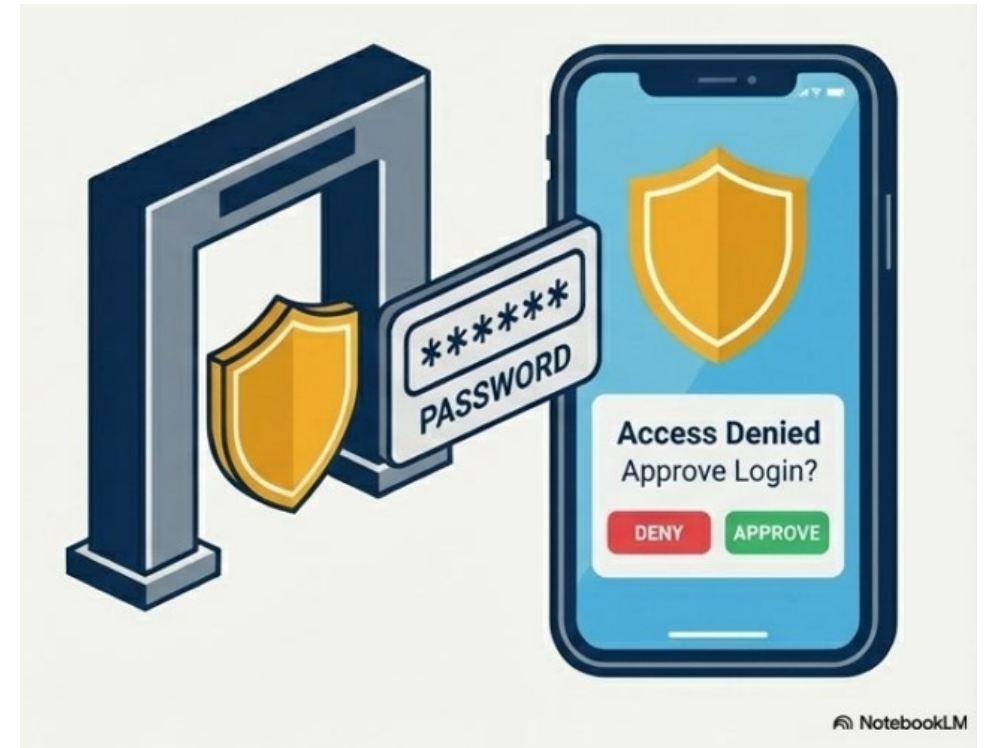 ******
PASSWORD
Access Denied
Approve Login?
DENY
APPROVE
NotebookLM